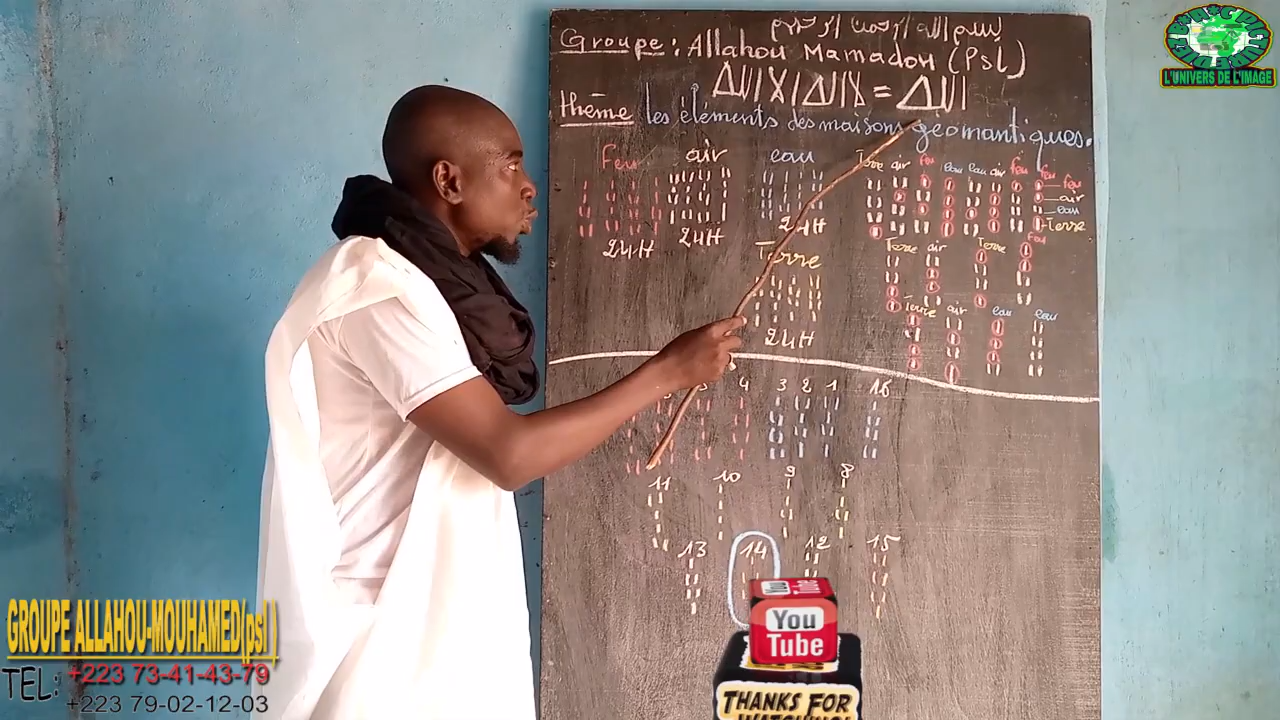 بسم الله الرحمن الرحيم
Groupe: Allahou Mamadou (Psl)
thème les éléments des maisons géomantiques.
Feu air eau
24H 24H 24H
Terre
24H
Terre air feu eau eau air feu feu
air
eau
Terre
Terre air Terre feu
Terre air eau eau
4 3 2 1 16
11 10 9 8
13 14 12 15
L'UNIVERS DE L'IMAGE
GROUPE ALLAHOU-MOUHAMED(psl )
TEL: +223 73-41-43-79
+223 79-02-12-03
You Tube
THANKS FOR